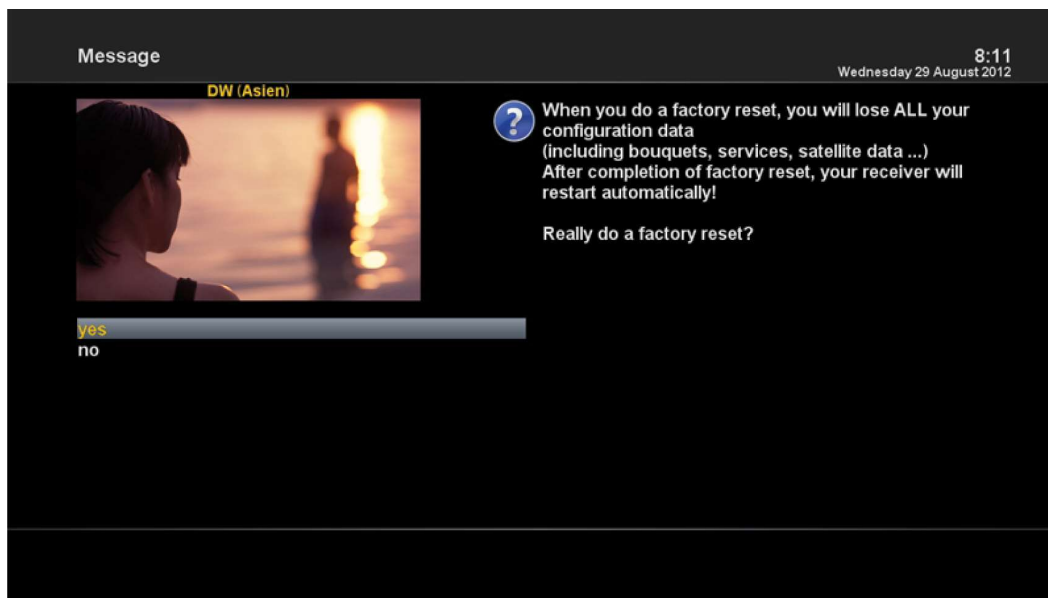 Message
8:11
Wednesday 29 August 2012
DW (Asien)
When you do a factory reset, you will lose ALL your
configuration data
(including bouquets, services, satellite data ...)
After completion of factory reset, your receiver will
restart automatically!
Really do a factory reset?
yes
no